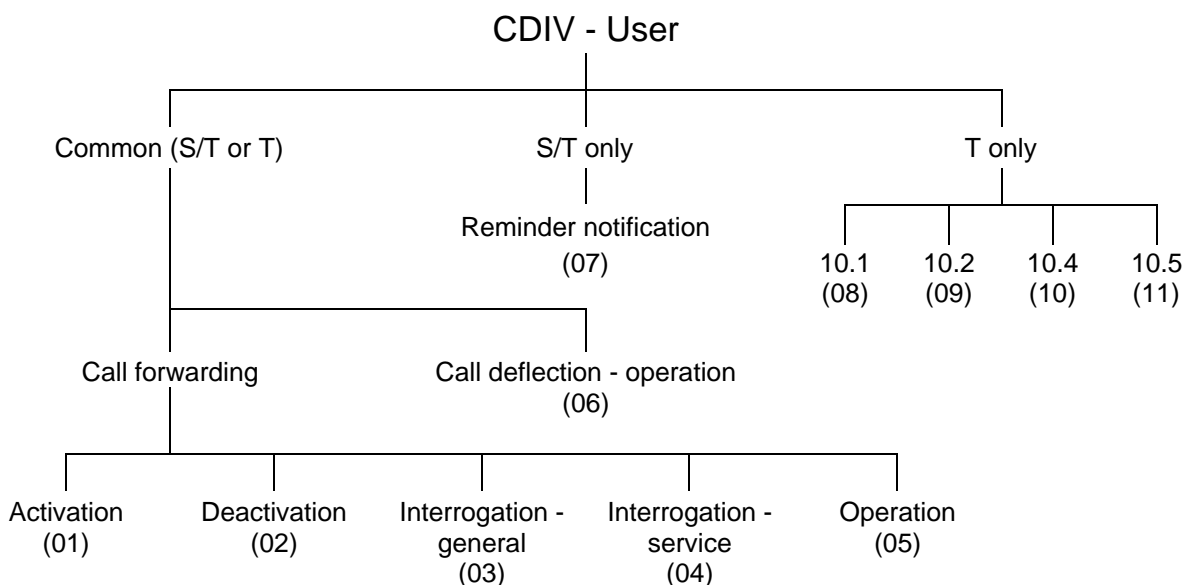 CDIV - User
Common (S/T or T)
S/T only
T only
Reminder notification
(07)
10.1
(08)
10.2
(09)
10.4
(10)
10.5
(11)
Call forwarding
Call deflection - operation
(06)
Activation
(01)
Deactivation
(02)
Interrogation -
general
(03)
Interrogation -
service
(04)
Operation
(05)